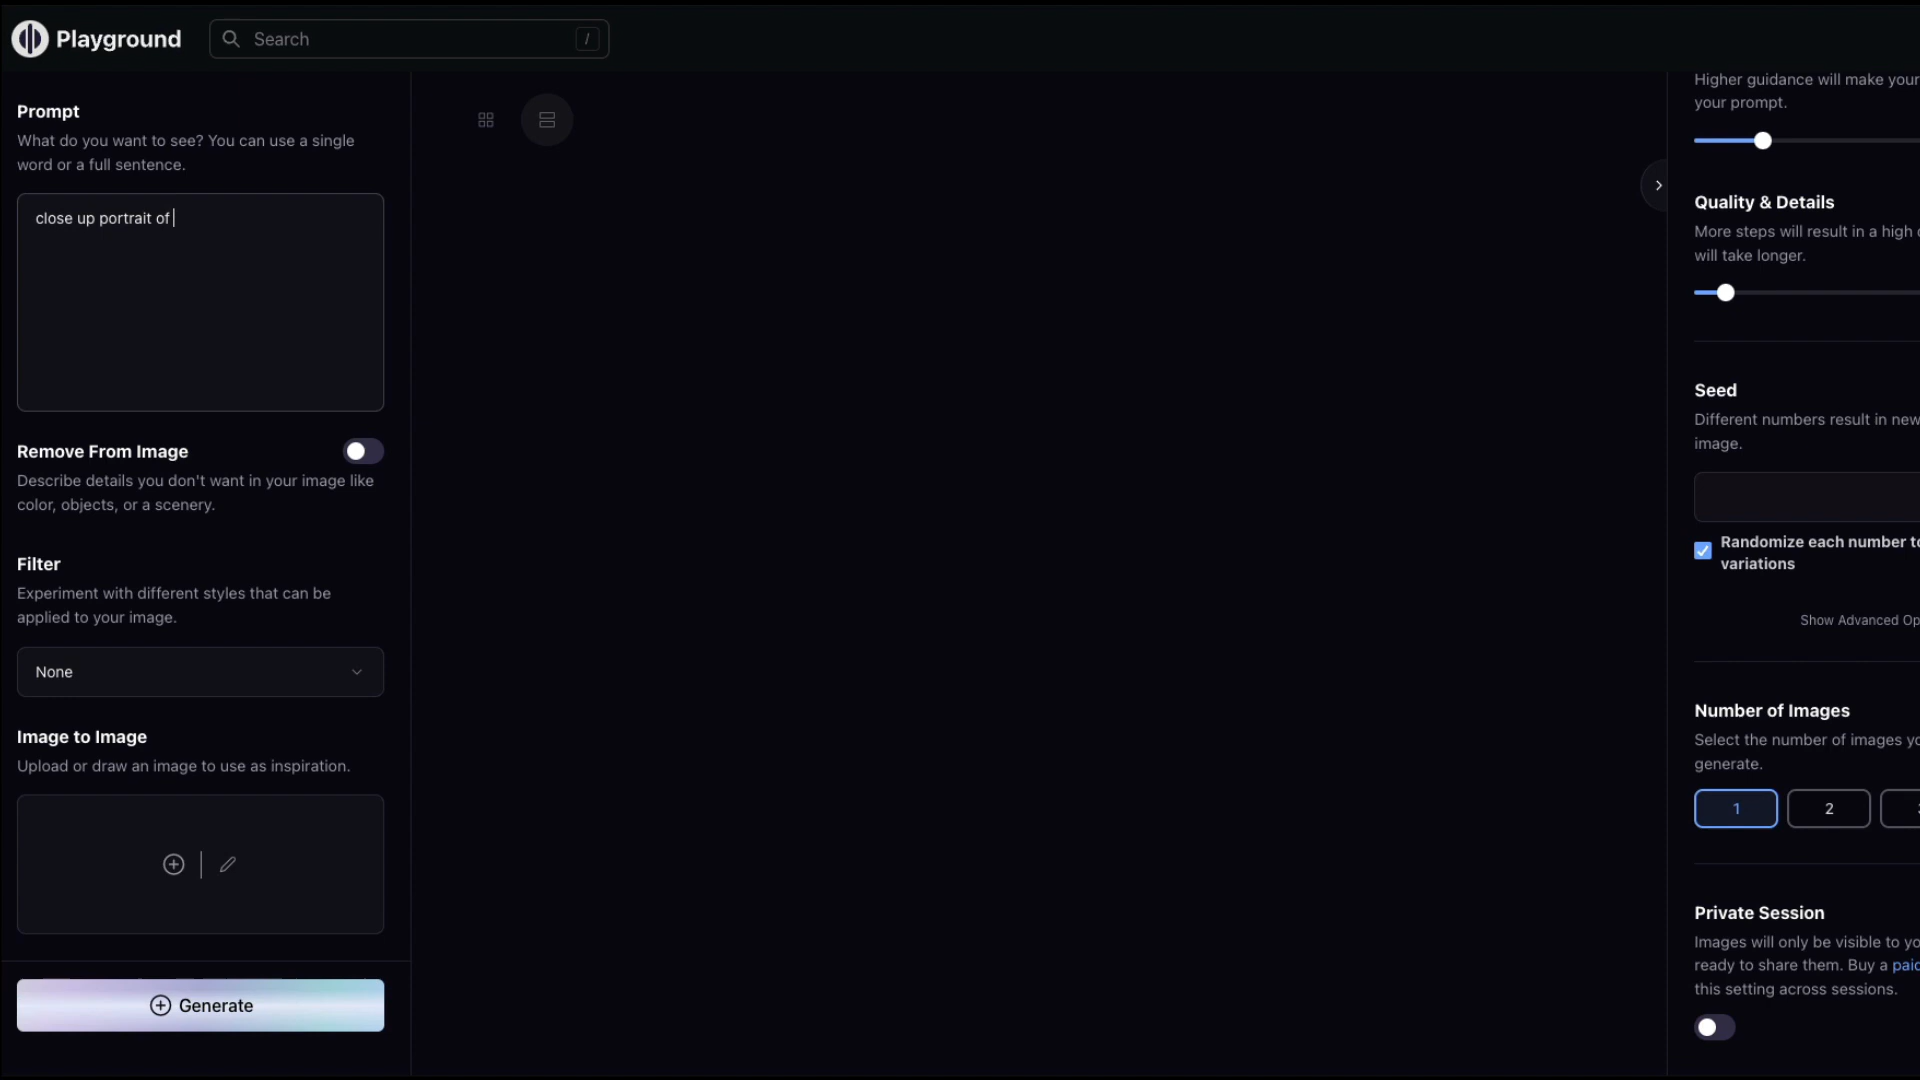 Playground
Search
/
Prompt
What do you want to see? You can use a single
word or a full sentence.
close up portrait of
Remove From Image
Describe details you don't want in your image like
color, objects, or a scenery.
Filter
Experiment with different styles that can be
applied to your image.
None
Image to Image
Upload or draw an image to use as inspiration.
Generate
Higher guidance will make your
your prompt.
Quality & Details
More steps will result in a high
will take longer.
Seed
Different numbers result in new
image.
Randomize each number
variations
Show Advanced
Number of Images
Select the number of images
generate.
1
2
Private Session
Images will only be visible to
ready to share them. Buy a
this setting across sessions.